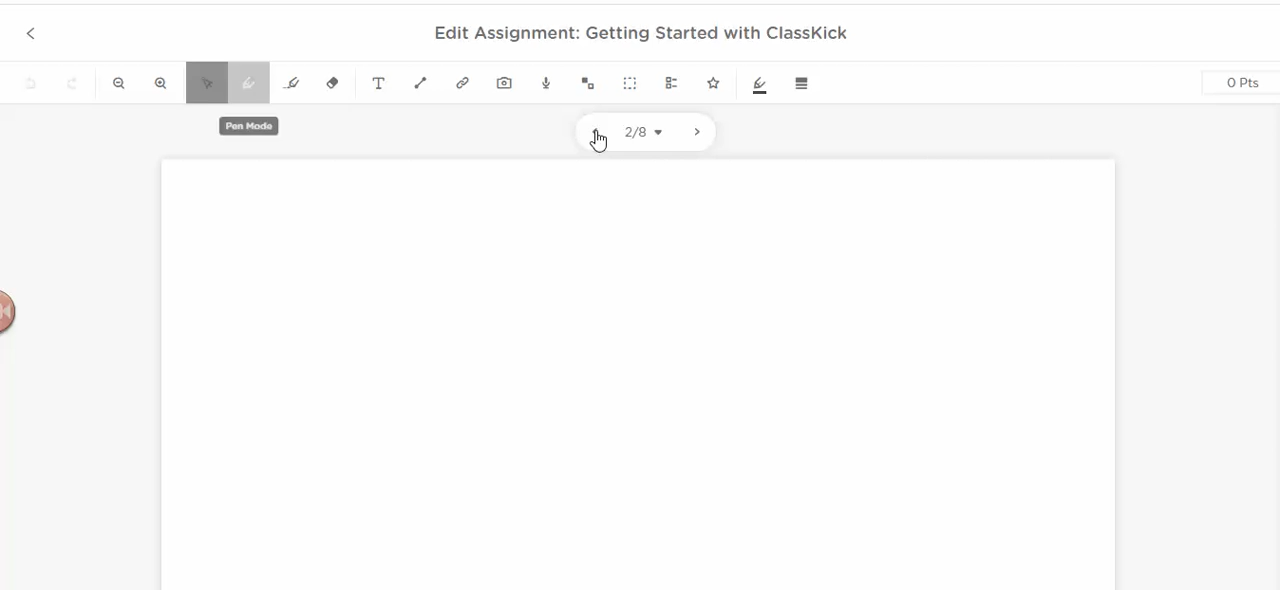 Edit Assignment: Getting Started with ClassKick
T
0 Pts
Pen Mode
2/8